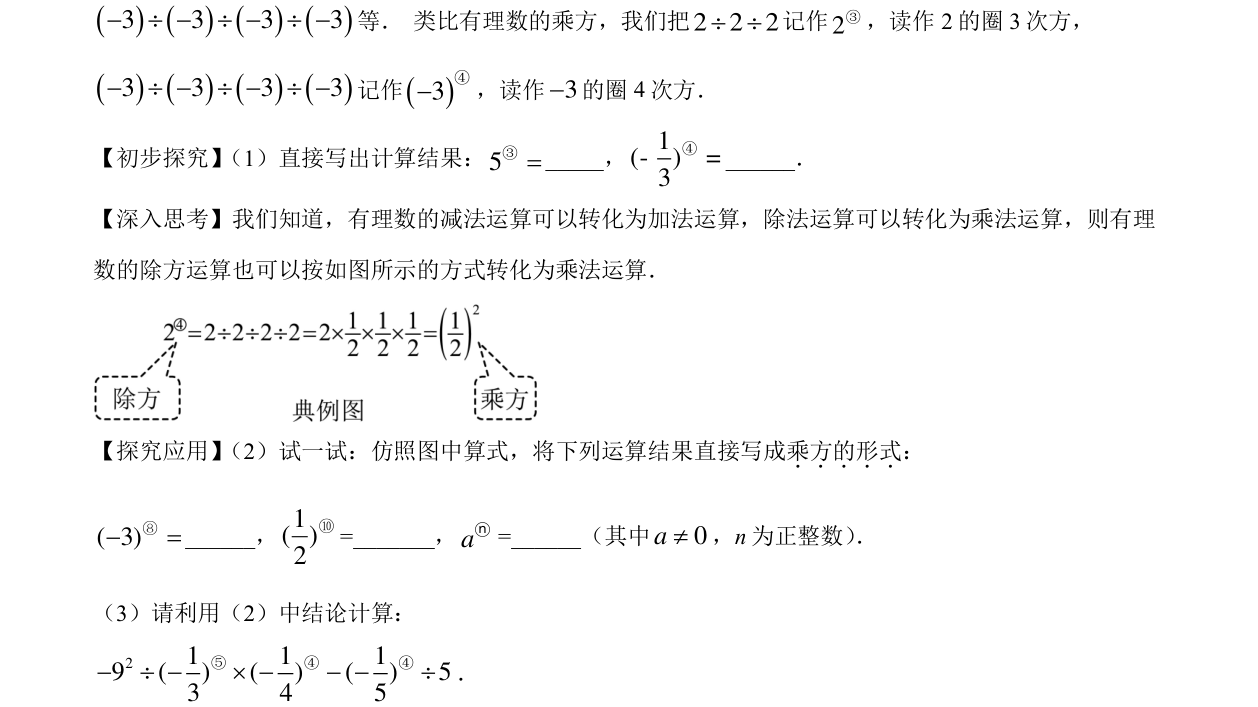 (−3)÷(−3)÷(−3)÷(−3)等． 类比有理数的乘方，我们把2÷2÷2记作2^③，读作 2 的圈 3 次方，
(−3)÷(−3)÷(−3)÷(−3)记作(−3)^④，读作−3的圈 4 次方．
【初步探究】（1）直接写出计算结果：5^③ =_____，(- 1/3)^④ =______．
【深入思考】我们知道，有理数的减法运算可以转化为加法运算，除法运算可以转化为乘法运算，则有理
数的除方运算也可以按如图所示的方式转化为乘法运算．
2^④=2÷2÷2÷2=2×1/2×1/2×1/2=(1/2)^2
除方 典例图 乘方
【探究应用】（2）试一试：仿照图中算式，将下列运算结果直接写成乘方的形式：
(−3)^⑧ =______，(1/2)^⑩=_______，a^ⓝ =______（其中a ≠ 0，n 为正整数）．
（3）请利用（2）中结论计算：
−9^2÷(−1/3)^⑤×(−1/4)^④−(−1/5)^④÷5．